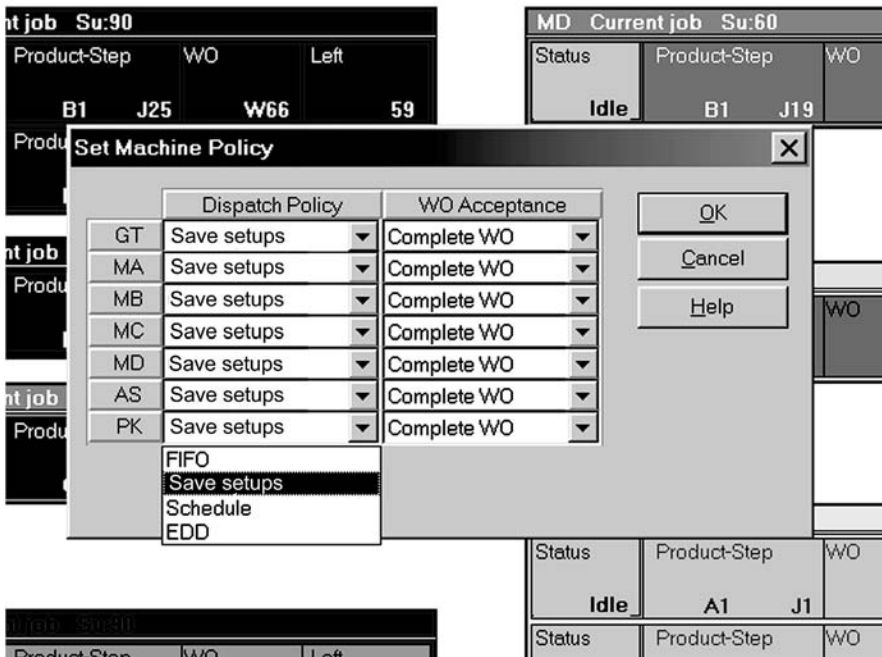 nt job Su:90
MD Current job Su:60
Product-Step WO Left
Status Product-Step WO
B1 J25 W66 59
Idle B1 J19
Produ
Set Machine Policy
Dispatch Policy WO Acceptance
OK
GT Save setups Complete WO
nt job
MA Save setups Complete WO
Cancel
Produ
MB Save setups Complete WO
Help
WO
MC Save setups Complete WO
MD Save setups Complete WO
nt job
AS Save setups Complete WO
Produ
PK Save setups Complete WO
FIFO
Save setups
Schedule
EDD
Status Product-Step WO
Idle A1 J1
Su:90
Status Product-Step WO
Product-Step WO Left